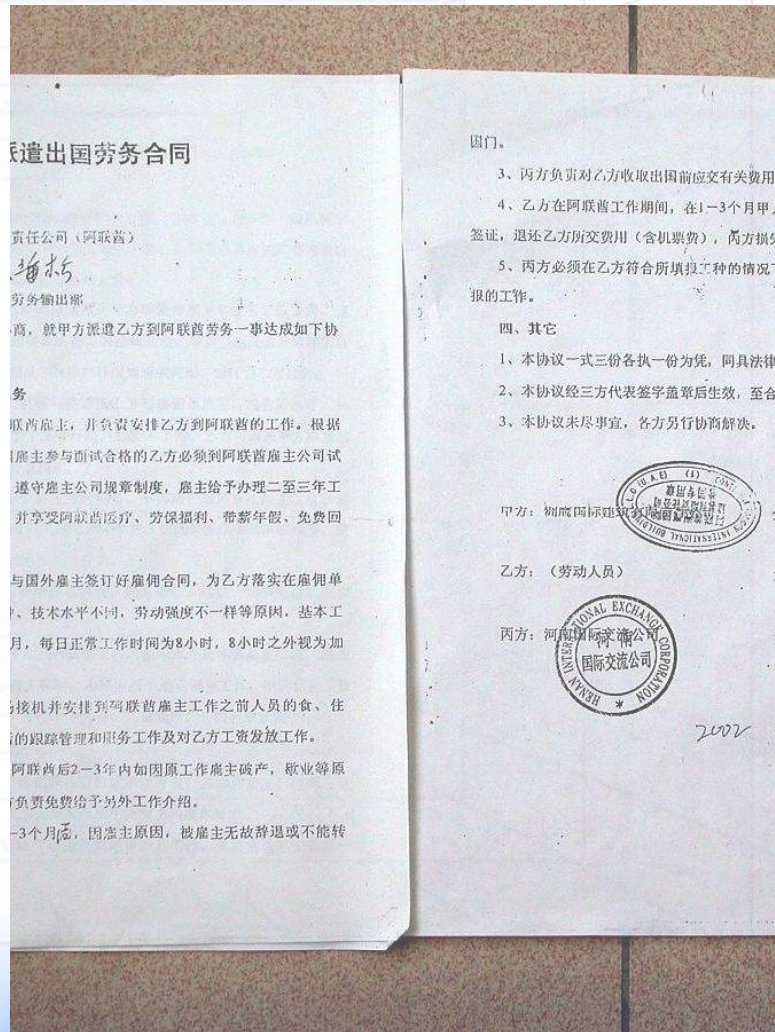 派遣出国劳务合同
责任公司（阿联酋）
劳务输出部
商，就甲方派遣乙方到阿联酋劳务一事达成如下协
务
联酋雇主，并负责安排乙方到阿联酋的工作。根据
雇主参与面试合格的乙方必须到阿联酋雇主公司试
遵守雇主公司规章制度，雇主给予办理二至三年工
并享受阿联酋医疗、劳保福利、带薪年假、免费回
与国外雇主签订好雇佣合同，为乙方落实在雇佣单
、技术水平不同，劳动强度不一样等原因，基本工
月，每日正常工作时间为8小时，8小时之外视为加
接机并安排到阿联酋雇主工作之前人员的食、住
的跟踪管理和服务工作及对乙方工资发放工作。
阿联酋后2-3年内如因原工作雇主破产，歇业等原
方负责免费给予另外工作介绍。
-3个月后，因雇主原因，被雇主无故辞退或不能转
国门。
3、丙方负责对乙方收取出国前应交有关费用
4、乙方在阿联酋工作期间，在1-3个月甲
签证，退还乙方所交费用（含机票费），丙方损失
5、丙方必须在乙方符合所填报工种的情况下
报的工作。
四、其它
1、本协议一式三份各执一份为凭，同具法律
2、本协议经三方代表签字盖章后生效，至合
3、本协议未尽事宜，各方另行协商解决。
甲方：
国际建筑
L.C (U.A.E) (1)
INTERNATIONAL BUILDING
乙方：（劳动人员）
丙方：河南国际交流公司
HENAN INTERNATIONAL EXCHANGE CORPORATION
河南
国际交流公司
2002